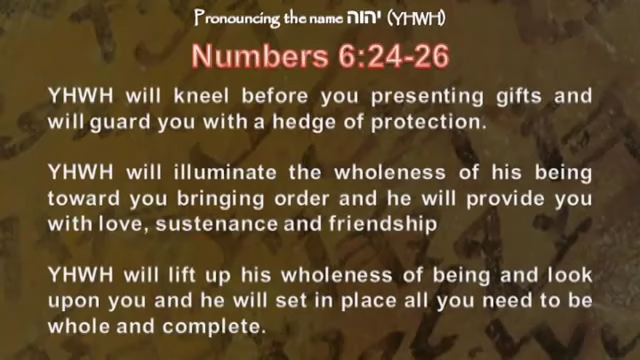 Pronouncing the name יהוה (YHWH)
Numbers 6:24-26
YHWH will kneel before you presenting gifts and
will guard you with a hedge of protection.
YHWH will illuminate the wholeness of his being
toward you bringing order and he will provide you
with love, sustenance and friendship
YHWH will lift up his wholeness of being and look
upon you and he will set in place all you need to be
whole and complete.